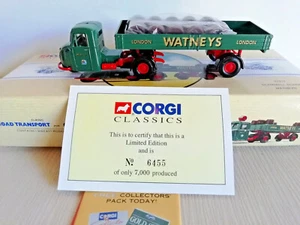 LONDON WATNEYS LONDON
ROAD TRANSPORT
CORGI
CLASSICS
This is to certify that this is a
Limited Edition
and is
No 6455
of only 7,000 produced
COLLECTORS
PACK TODAY!
GOLD